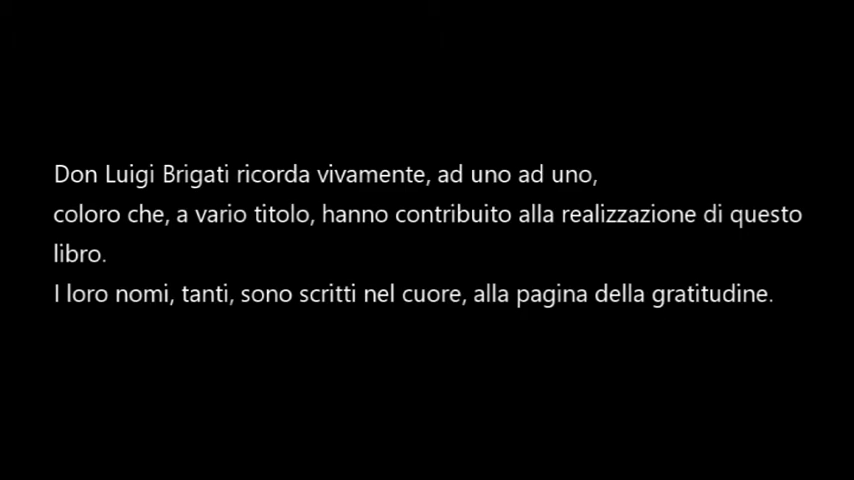 Don Luigi Brigati ricorda vivamente, ad uno ad uno,
coloro che, a vario titolo, hanno contribuito alla realizzazione di questo
libro.
I loro nomi, tanti, sono scritti nel cuore, alla pagina della gratitudine.